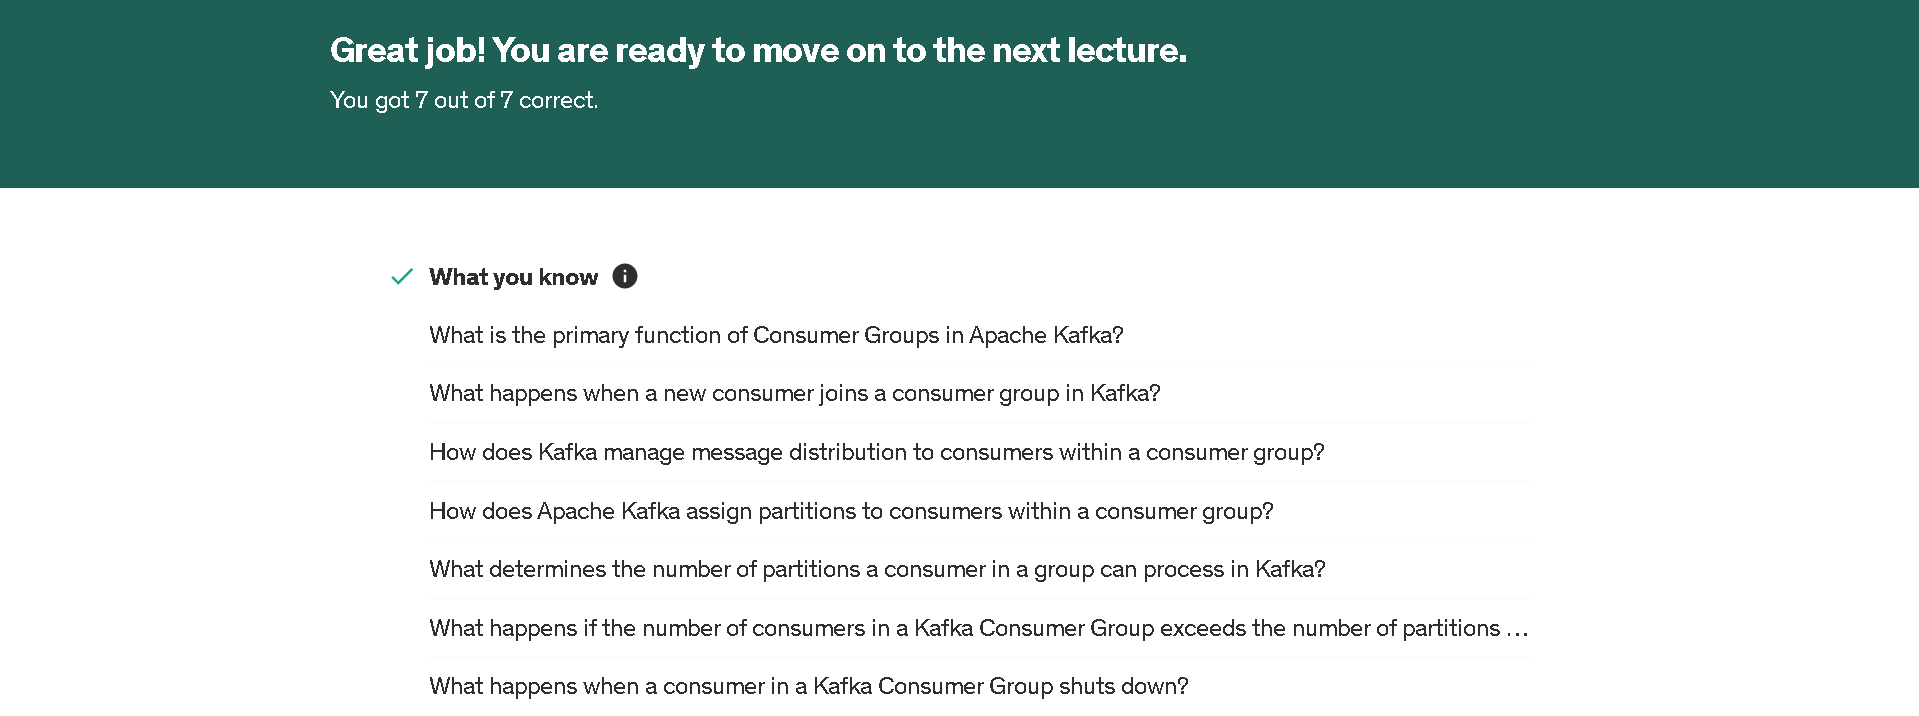 Great job! You are ready to move on to the next lecture.
You got 7 out of 7 correct.
What you know
What is the primary function of Consumer Groups in Apache Kafka?
What happens when a new consumer joins a consumer group in Kafka?
How does Kafka manage message distribution to consumers within a consumer group?
How does Apache Kafka assign partitions to consumers within a consumer group?
What determines the number of partitions a consumer in a group can process in Kafka?
What happens if the number of consumers in a Kafka Consumer Group exceeds the number of partitions …
What happens when a consumer in a Kafka Consumer Group shuts down?